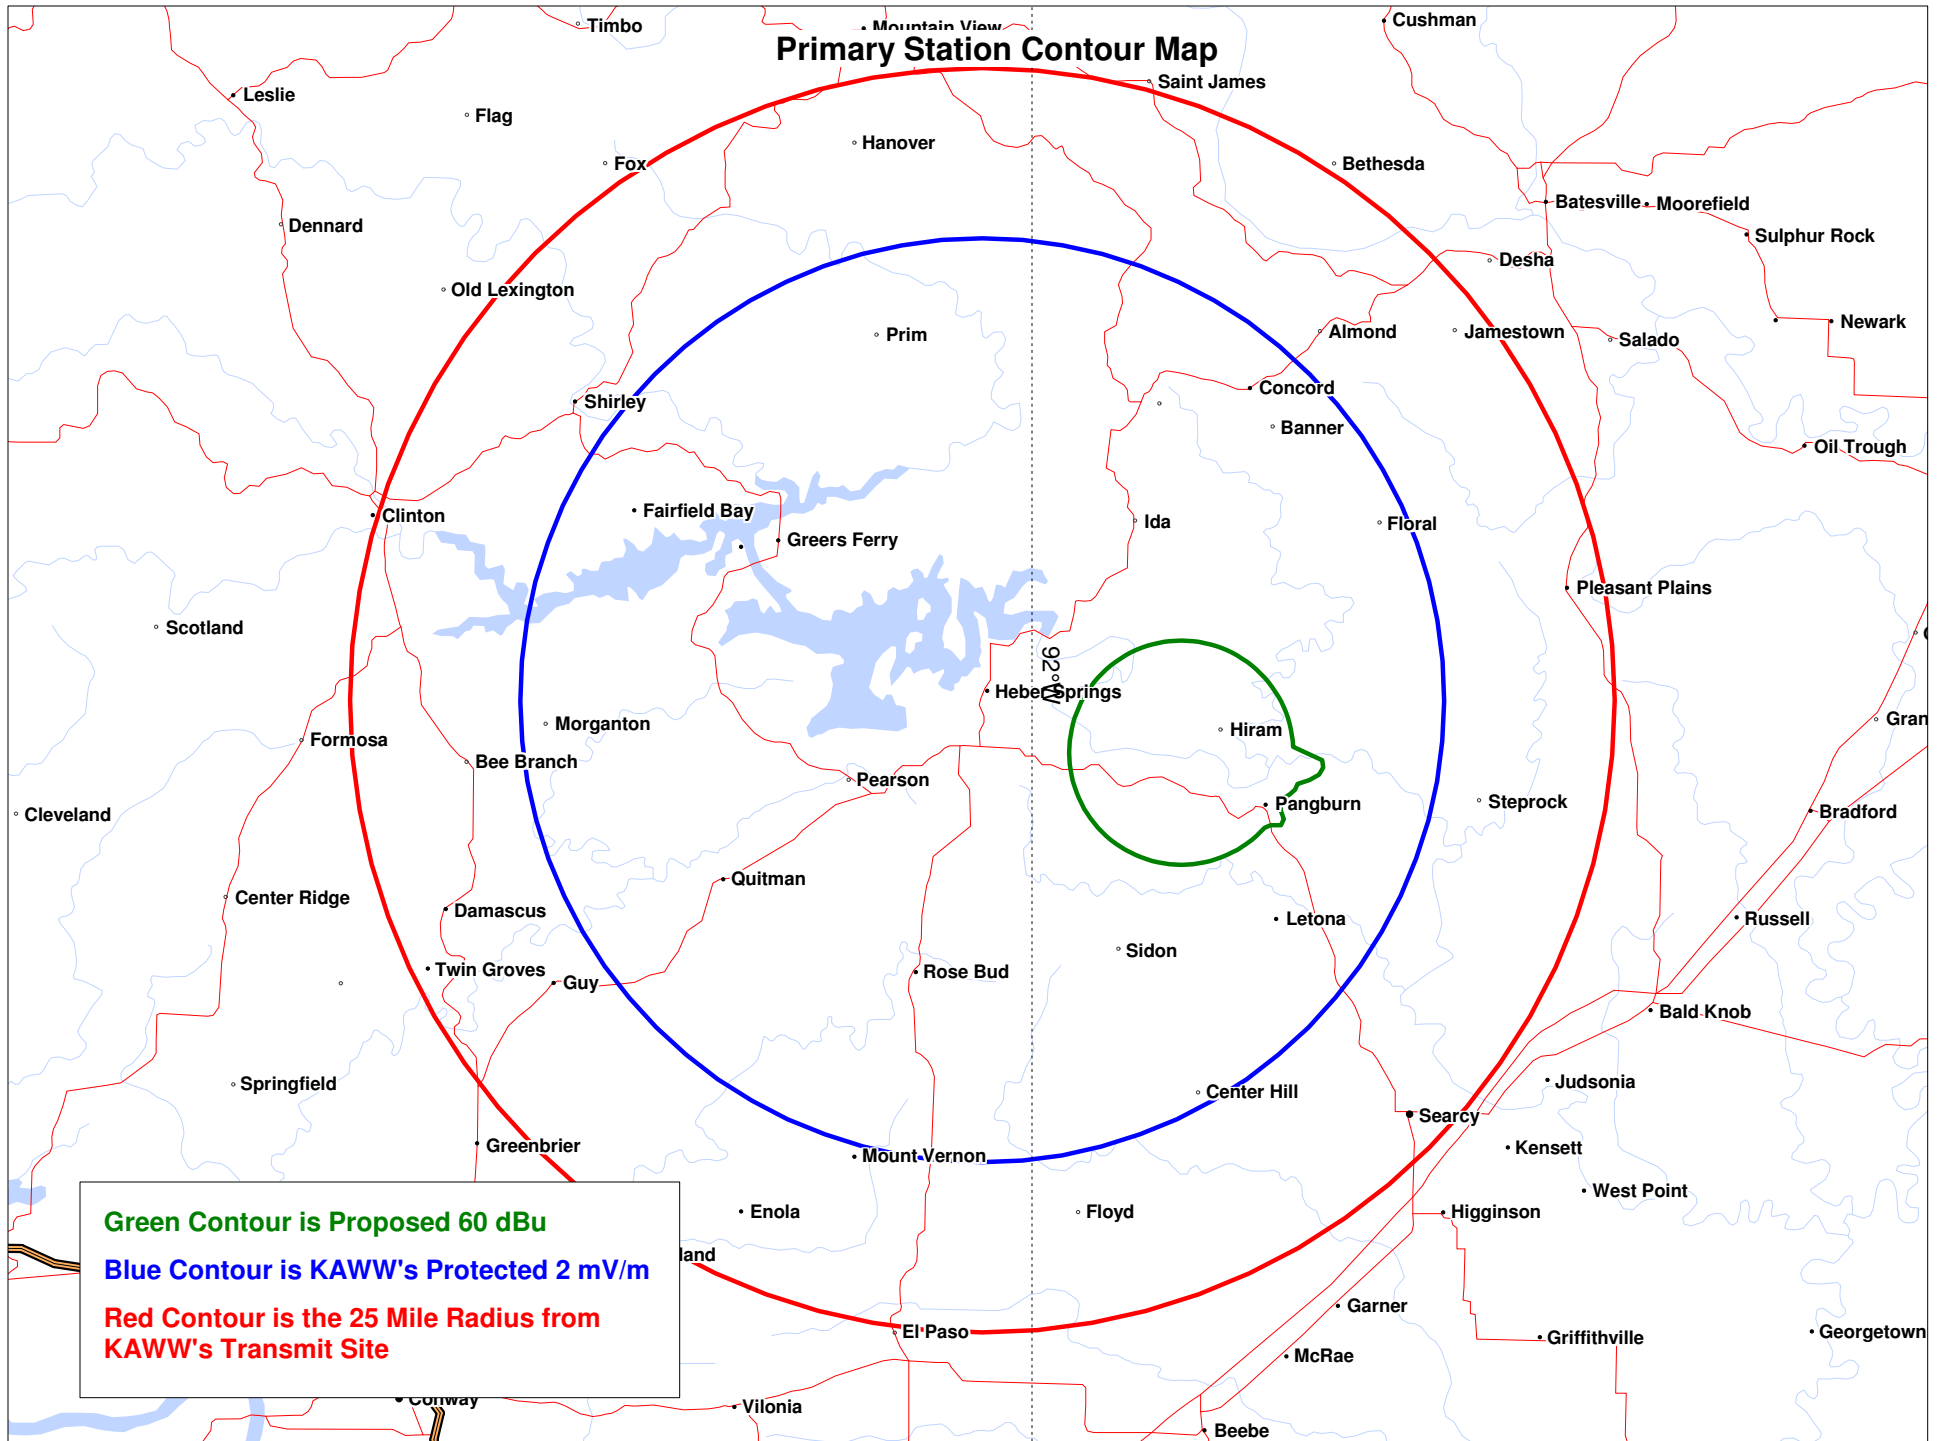 Timbo
Mountain View
Cushman
Primary Station Contour Map
Saint James
Leslie
Flag
Hanover
Fox
Bethesda
Batesville
Moorefield
Dennard
Sulphur Rock
Desha
Old Lexington
Newark
Prim
Almond
Jamestown
Salado
Shirley
Concord
Banner
Oil Trough
Fairfield Bay
Clinton
Ida
Floral
Greers Ferry
Pleasant Plains
Scotland
92°W
Heber Springs
Morganton
Hiram
Gran
Formosa
Bee Branch
Pearson
Steprock
Pangburn
Cleveland
Bradford
Quitman
Center Ridge
Damascus
Letona
Russell
Sidon
Twin Groves
Rose Bud
Guy
Bald Knob
Springfield
Judsonia
Center Hill
Searcy
Greenbrier
Kensett
Mount Vernon
West Point
Enola
Floyd
Higginson
Green Contour is Proposed 60 dBu
land
Blue Contour is KAWW's Protected 2 mV/m
Garner
Red Contour is the 25 Mile Radius from
KAWW's Transmit Site
El Paso
Georgetown
Griffithville
McRae
Conway
Vilonia
Beebe